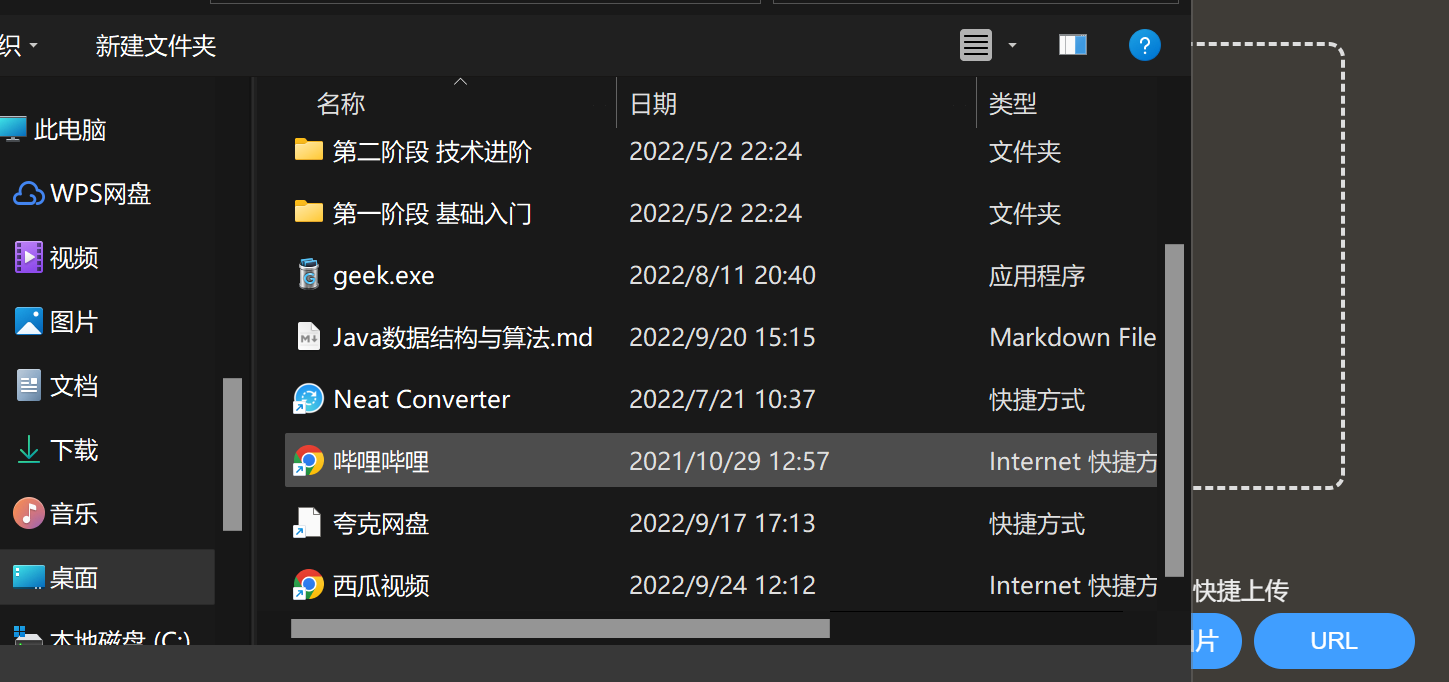 织 新建文件夹 ?
名称 日期 类型
此电脑
WPS网盘
视频
图片
文档
下载
音乐
桌面
本地磁盘 (C:)
第二阶段 技术进阶 2022/5/2 22:24 文件夹
第一阶段 基础入门 2022/5/2 22:24 文件夹
geek.exe 2022/8/11 20:40 应用程序
Java数据结构与算法.md 2022/9/20 15:15 Markdown File
Neat Converter 2022/7/21 10:37 快捷方式
哔哩哔哩 2021/10/29 12:57 Internet 快捷方
夸克网盘 2022/9/17 17:13 快捷方式
西瓜视频 2022/9/24 12:12 Internet 快捷方
快捷上传
片 URL